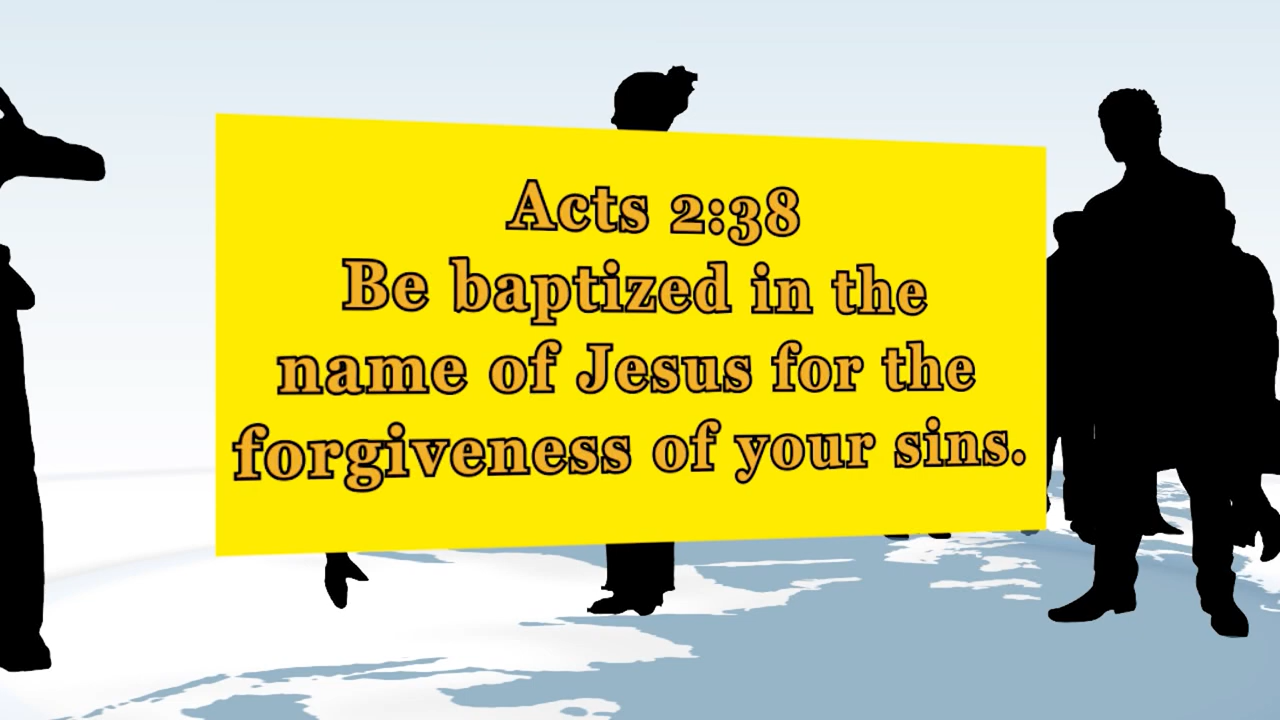 Acts 2:38
Be baptized in the
name of Jesus for the
forgiveness of your sins.